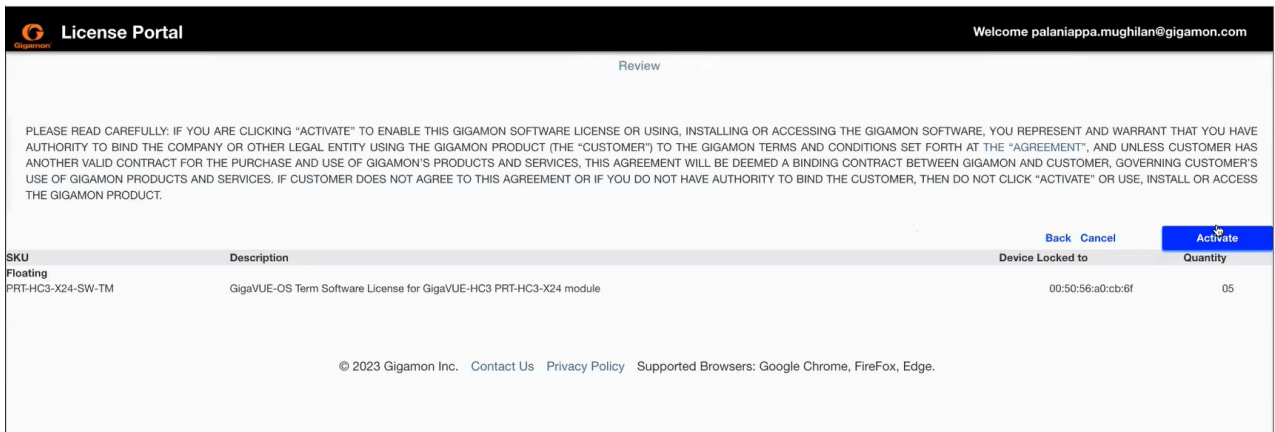 License Portal
Gigamon
Welcome palaniappa.mughilan@gigamon.com
Review
PLEASE READ CAREFULLY: IF YOU ARE CLICKING “ACTIVATE” TO ENABLE THIS GIGAMON SOFTWARE LICENSE OR USING, INSTALLING OR ACCESSING THE GIGAMON SOFTWARE, YOU REPRESENT AND WARRANT THAT YOU HAVE
AUTHORITY TO BIND THE COMPANY OR OTHER LEGAL ENTITY USING THE GIGAMON PRODUCT (THE “CUSTOMER”) TO THE GIGAMON TERMS AND CONDITIONS SET FORTH AT THE “AGREEMENT”, AND UNLESS CUSTOMER HAS
ANOTHER VALID CONTRACT FOR THE PURCHASE AND USE OF GIGAMON’S PRODUCTS AND SERVICES, THIS AGREEMENT WILL BE DEEMED A BINDING CONTRACT BETWEEN GIGAMON AND CUSTOMER, GOVERNING CUSTOMER’S
USE OF GIGAMON PRODUCTS AND SERVICES. IF CUSTOMER DOES NOT AGREE TO THIS AGREEMENT OR IF YOU DO NOT HAVE AUTHORITY TO BIND THE CUSTOMER, THEN DO NOT CLICK “ACTIVATE” OR USE, INSTALL OR ACCESS
THE GIGAMON PRODUCT.
Back Cancel Activate
SKU Description Device Locked to Quantity
Floating
PRT-HC3-X24-SW-TM GigaVUE-OS Term Software License for GigaVUE-HC3 PRT-HC3-X24 module 00:50:56:a0:cb:6f 05
© 2023 Gigamon Inc. Contact Us Privacy Policy Supported Browsers: Google Chrome, FireFox, Edge.